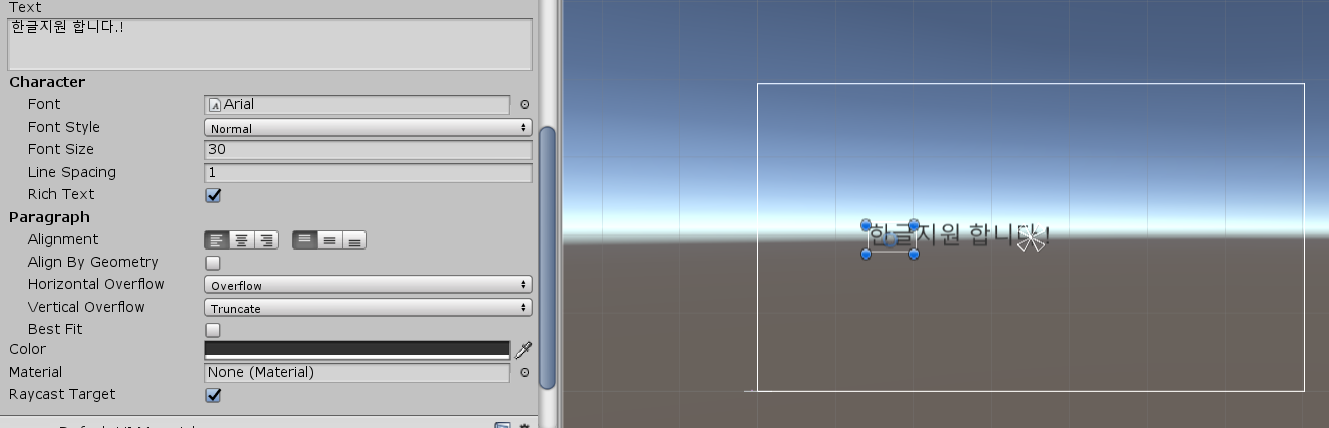 Text
한글지원 합니다.!
Character
Font Arial
Font Style Normal
Font Size 30
Line Spacing 1
Rich Text
Paragraph
Alignment
Align By Geometry
Horizontal Overflow Overflow
Vertical Overflow Truncate
Best Fit
Color
Material None (Material)
Raycast Target
한글지원 합니다.!